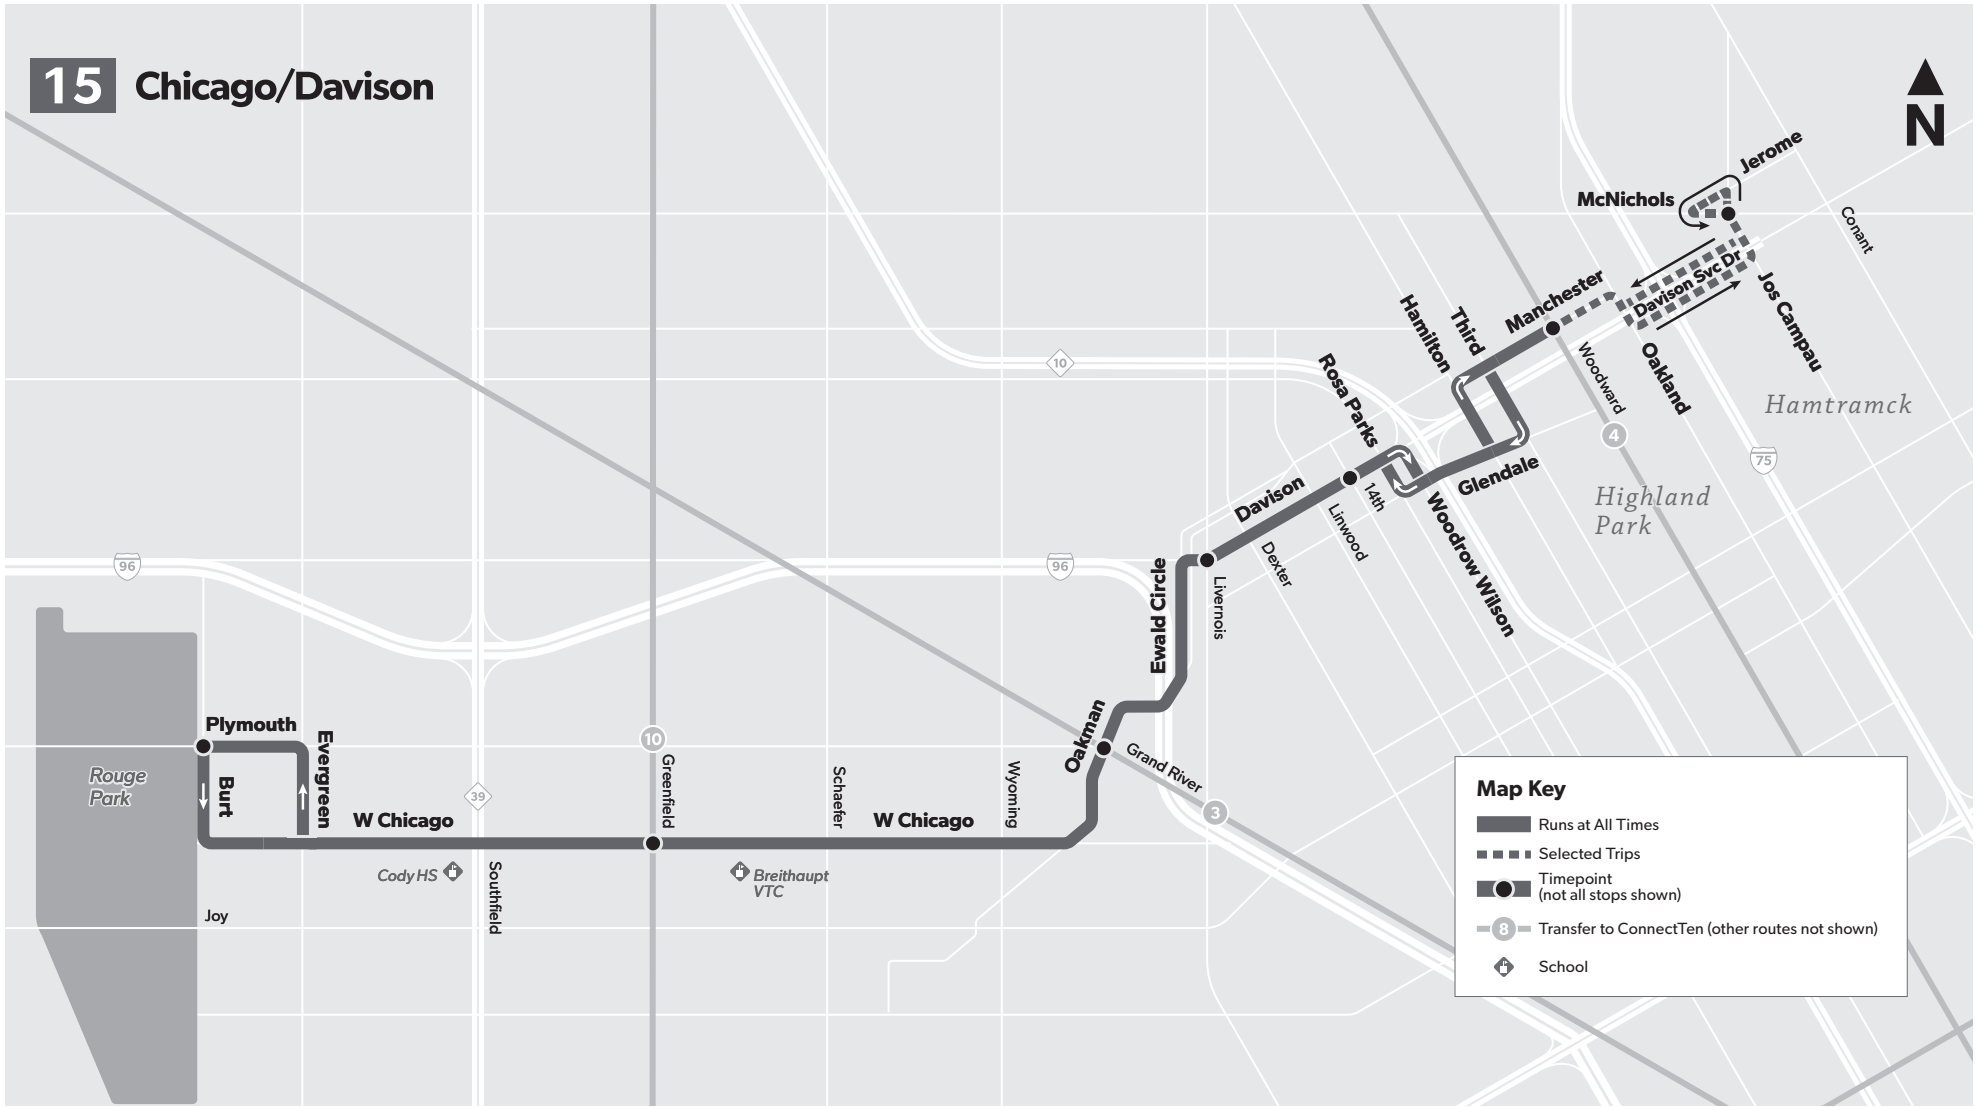 15 Chicago/Davison
N
Jerome
McNichols
Conant
Davison Svc Dr
Jos Campau
Manchester
Third
Hamilton
Woodward
Oakland
Rosa Parks
10
Hamtramck
4
75
Glendale
Highland
Park
Davison
14th
Linwood
Dexter
Woodrow Wilson
96
96
Ewald Circle
Livernois
Oakman
Grand River
3
Plymouth
Evergreen
Burt
Rouge
Park
10
Greenfield
39
Schaefer
Wyoming
W Chicago
W Chicago
Cody HS
Southfield
Breithaupt
VTC
Joy
Map Key
Runs at All Times
Selected Trips
Timepoint
(not all stops shown)
8 Transfer to ConnectTen (other routes not shown)
School